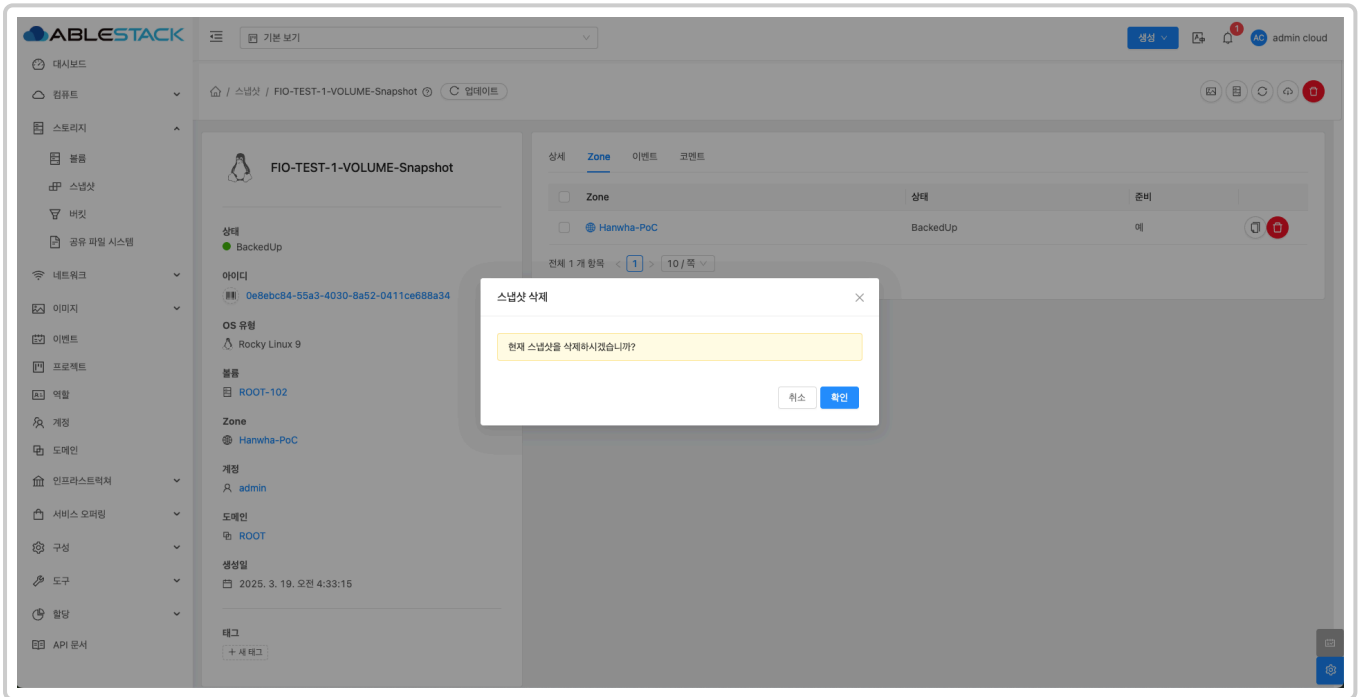 ABLESTACK
기본 보기
생성
1
AC
admin cloud
대시보드
컴퓨트
스토리지
볼륨
스냅샷
버킷
공유 파일 시스템
네트워크
이미지
이벤트
프로젝트
역할
계정
도메인
인프라스트럭쳐
서비스 오퍼링
구성
도구
할당
API 문서
/ 스냅샷 / FIO-TEST-1-VOLUME-Snapshot
업데이트
FIO-TEST-1-VOLUME-Snapshot
상태
BackedUp
아이디
0e8ebc84-55a3-4030-8a52-0411ce688a34
OS 유형
Rocky Linux 9
볼륨
ROOT-102
Zone
Hanwha-PoC
계정
admin
도메인
ROOT
생성일
2025. 3. 19. 오전 4:33:15
태그
+ 새 태그
상세 Zone 이벤트 코멘트
Zone 상태 준비
Hanwha-PoC BackedUp 예
전체 1 개 항목 < 1 > 10 / 쪽
스냅샷 삭제
현재 스냅샷을 삭제하시겠습니까?
취소 확인